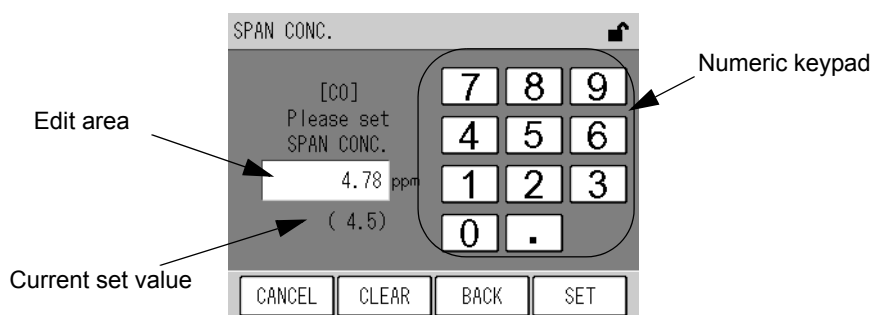 SPAN CONC.
Numeric keypad
[CO]
Please set
SPAN CONC.
Edit area
4.78 ppm
( 4.5)
Current set value
7 8 9
4 5 6
1 2 3
0 .
CANCEL CLEAR BACK SET